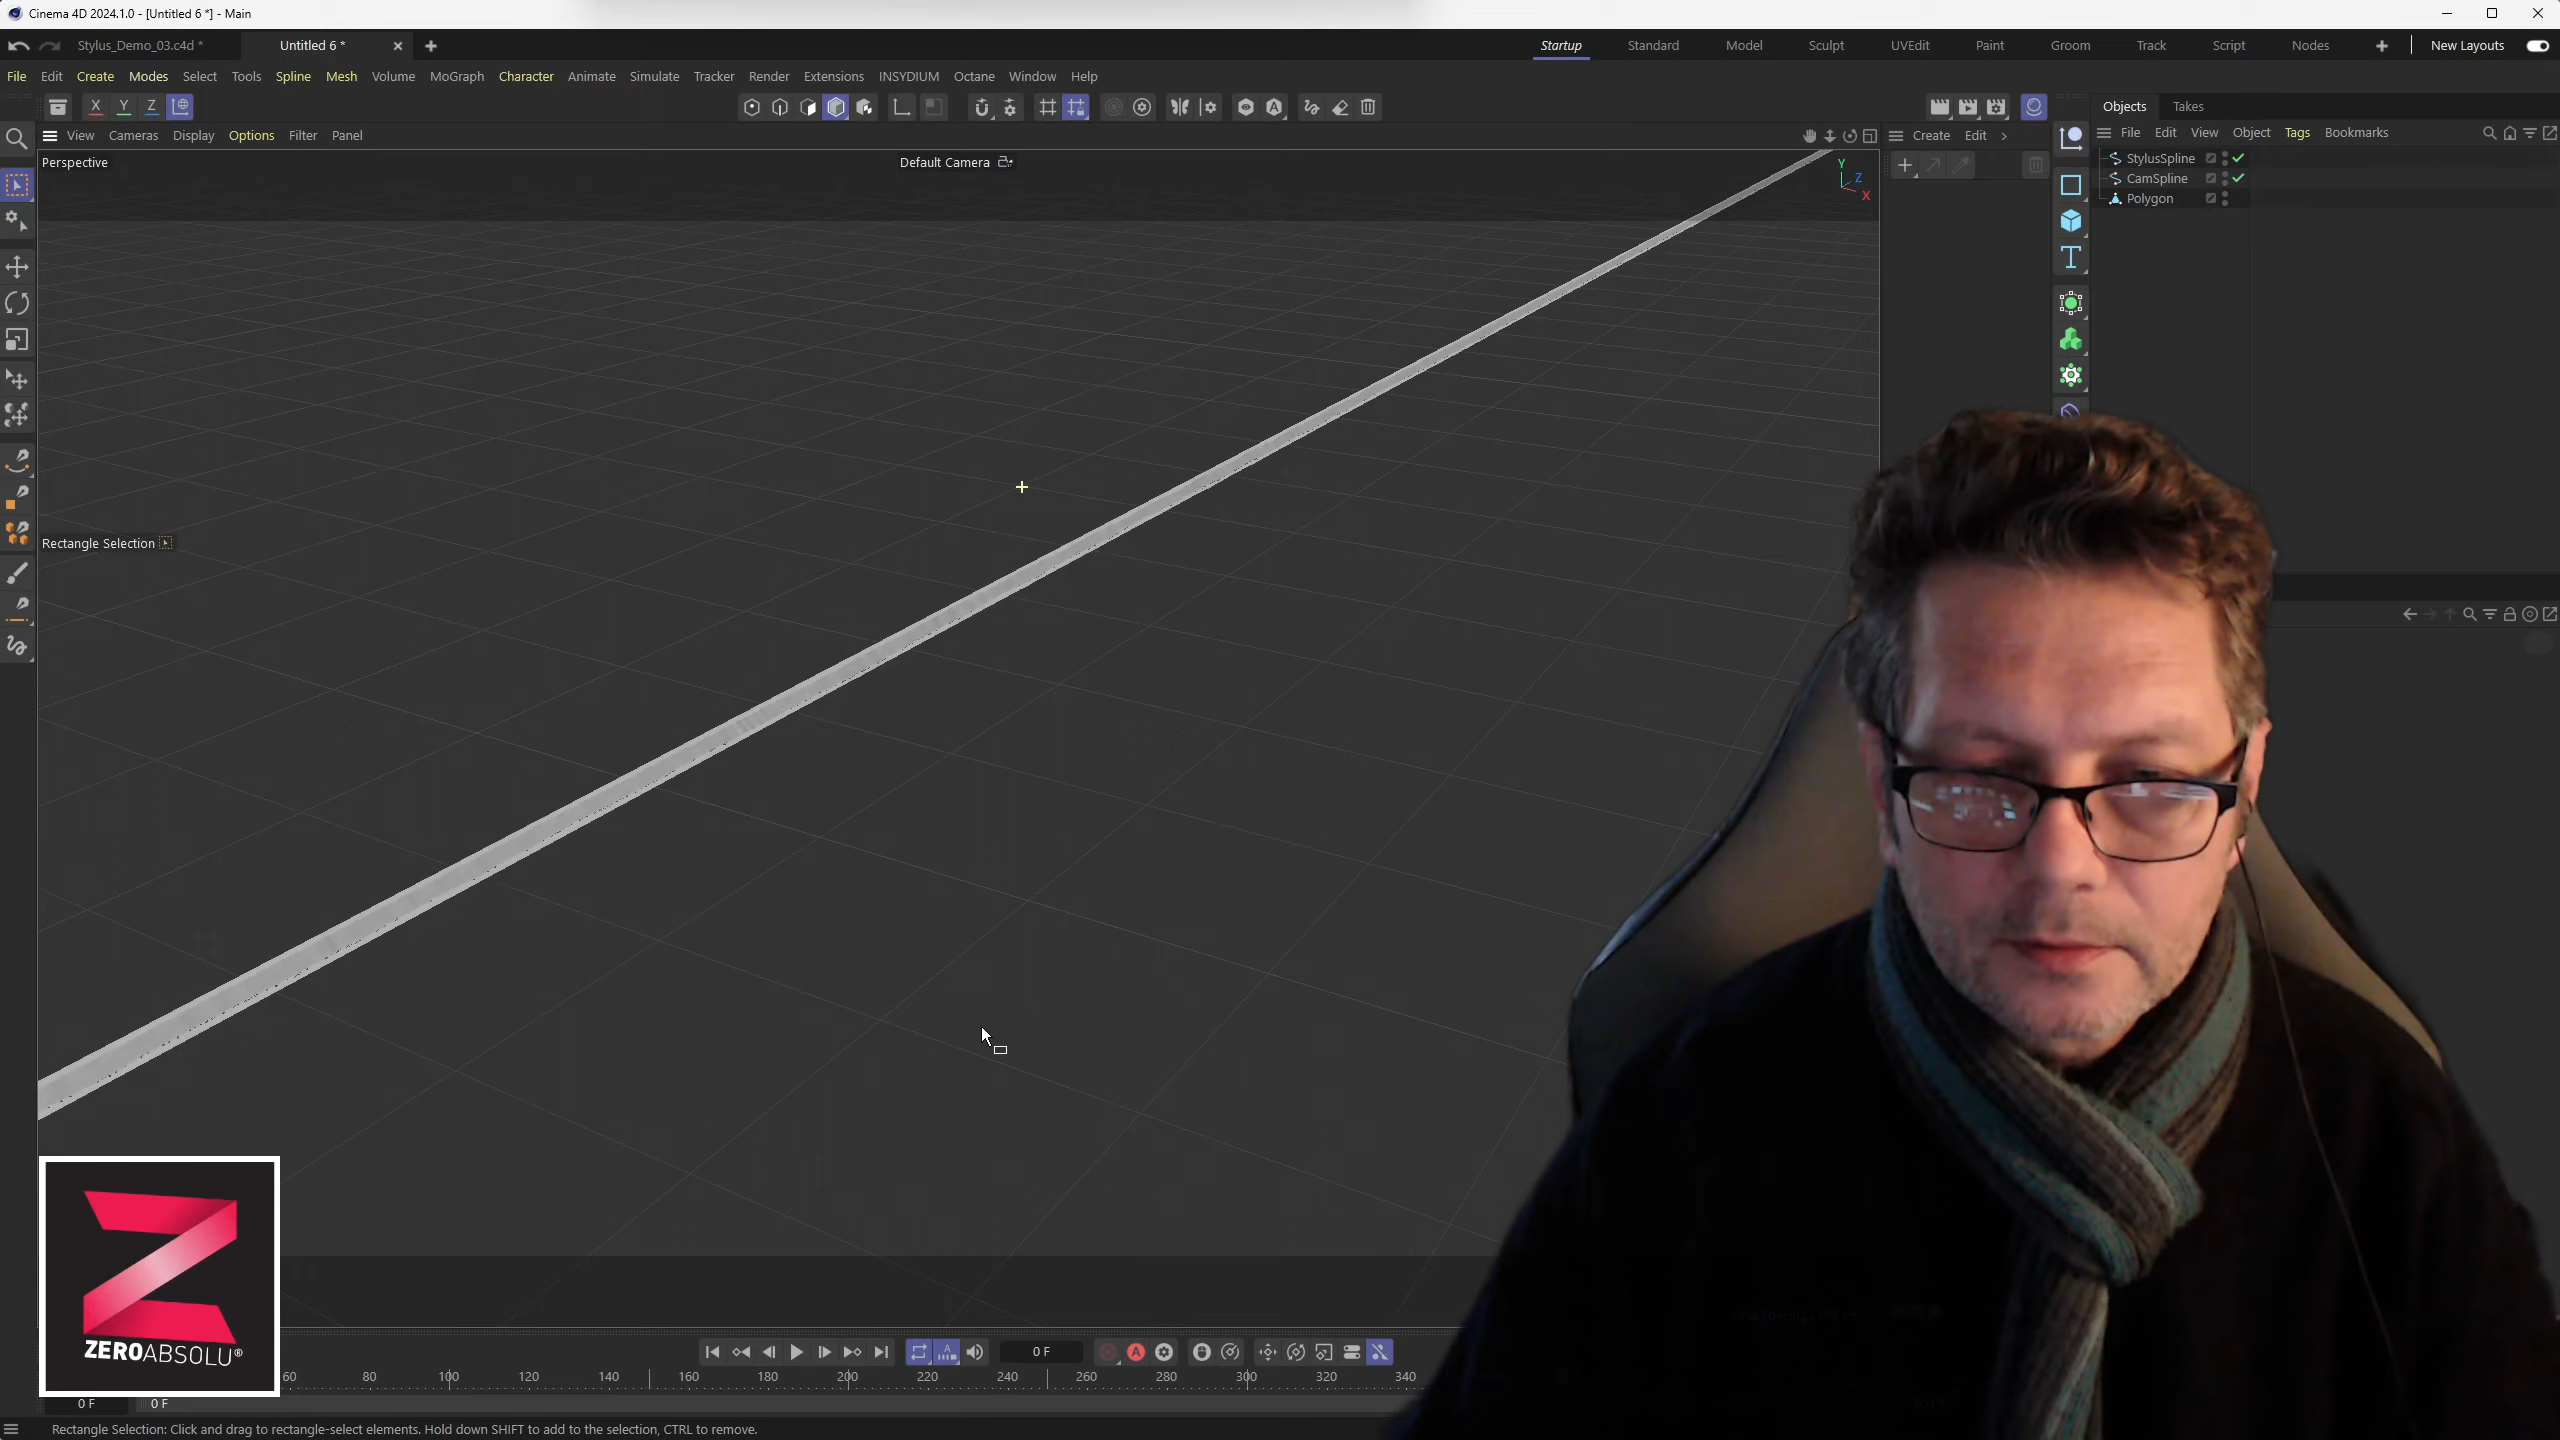 Cinema 4D 2024.1.0 - [Untitled 6 *] - Main
Stylus_Demo_03.c4d *
Untitled 6 *
Startup
Standard
Model
Sculpt
UVEdit
Paint
Groom
Track
Script
Nodes
New Layouts
File
Edit
Create
Modes
Select
Tools
Spline
Mesh
Volume
MoGraph
Character
Animate
Simulate
Tracker
Render
Extensions
INSYDIUM
Octane
Window
Help
X
Y
Z
Objects
Takes
View
Cameras
Display
Options
Filter
Panel
Create
Edit
File
Edit
View
Object
Tags
Bookmarks
Perspective
Default Camera
Y
Z
X
StylusSpline
CamSpline
Polygon
Rectangle Selection
ZEROABSOLU®
0 F
60
80
100
120
140
160
180
200
220
240
260
280
300
320
340
0 F
0 F
Rectangle Selection: Click and drag to rectangle-select elements. Hold down SHIFT to add to the selection, CTRL to remove.